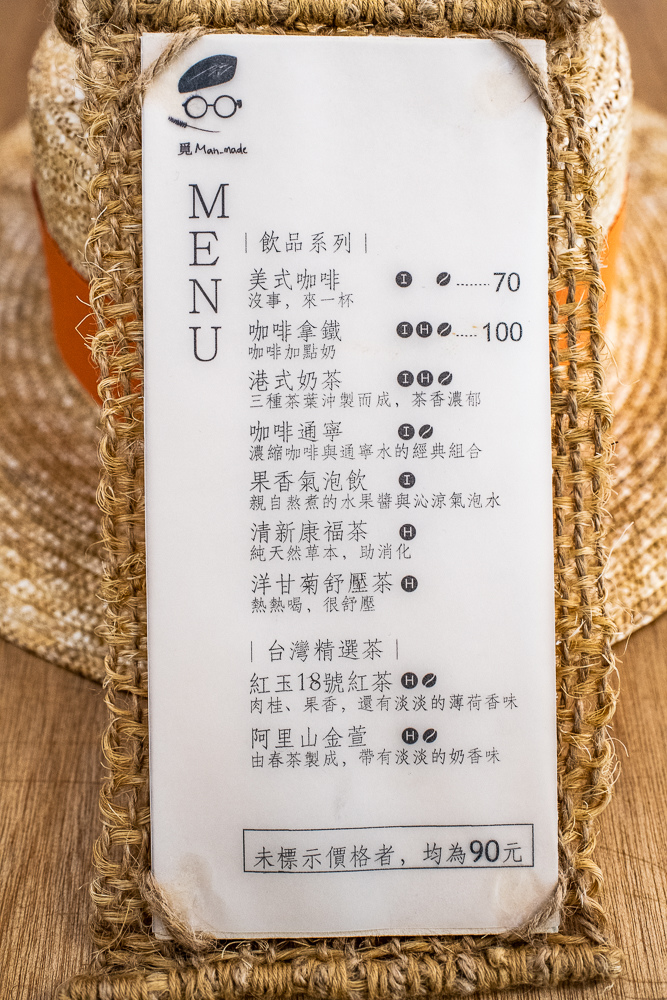 覓 Man_made
MENU
|飲品系列|
美式咖啡 I ......70
沒事，來一杯
咖啡拿鐵 I H ....100
咖啡加點奶
港式奶茶 I H
三種茶葉沖製而成，茶香濃郁
咖啡通寧 I
濃縮咖啡與通寧水的經典組合
果香氣泡飲 I
親自熬煮的水果醬與沁涼氣泡水
清新康福茶 H
純天然草本，助消化
洋甘菊舒壓茶 H
熱熱喝，很舒壓
|台灣精選茶|
紅玉18號紅茶 H
肉桂、果香，還有淡淡的薄荷香味
阿里山金萱 H
由春茶製成，帶有淡淡的奶香味
未標示價格者，均為90元